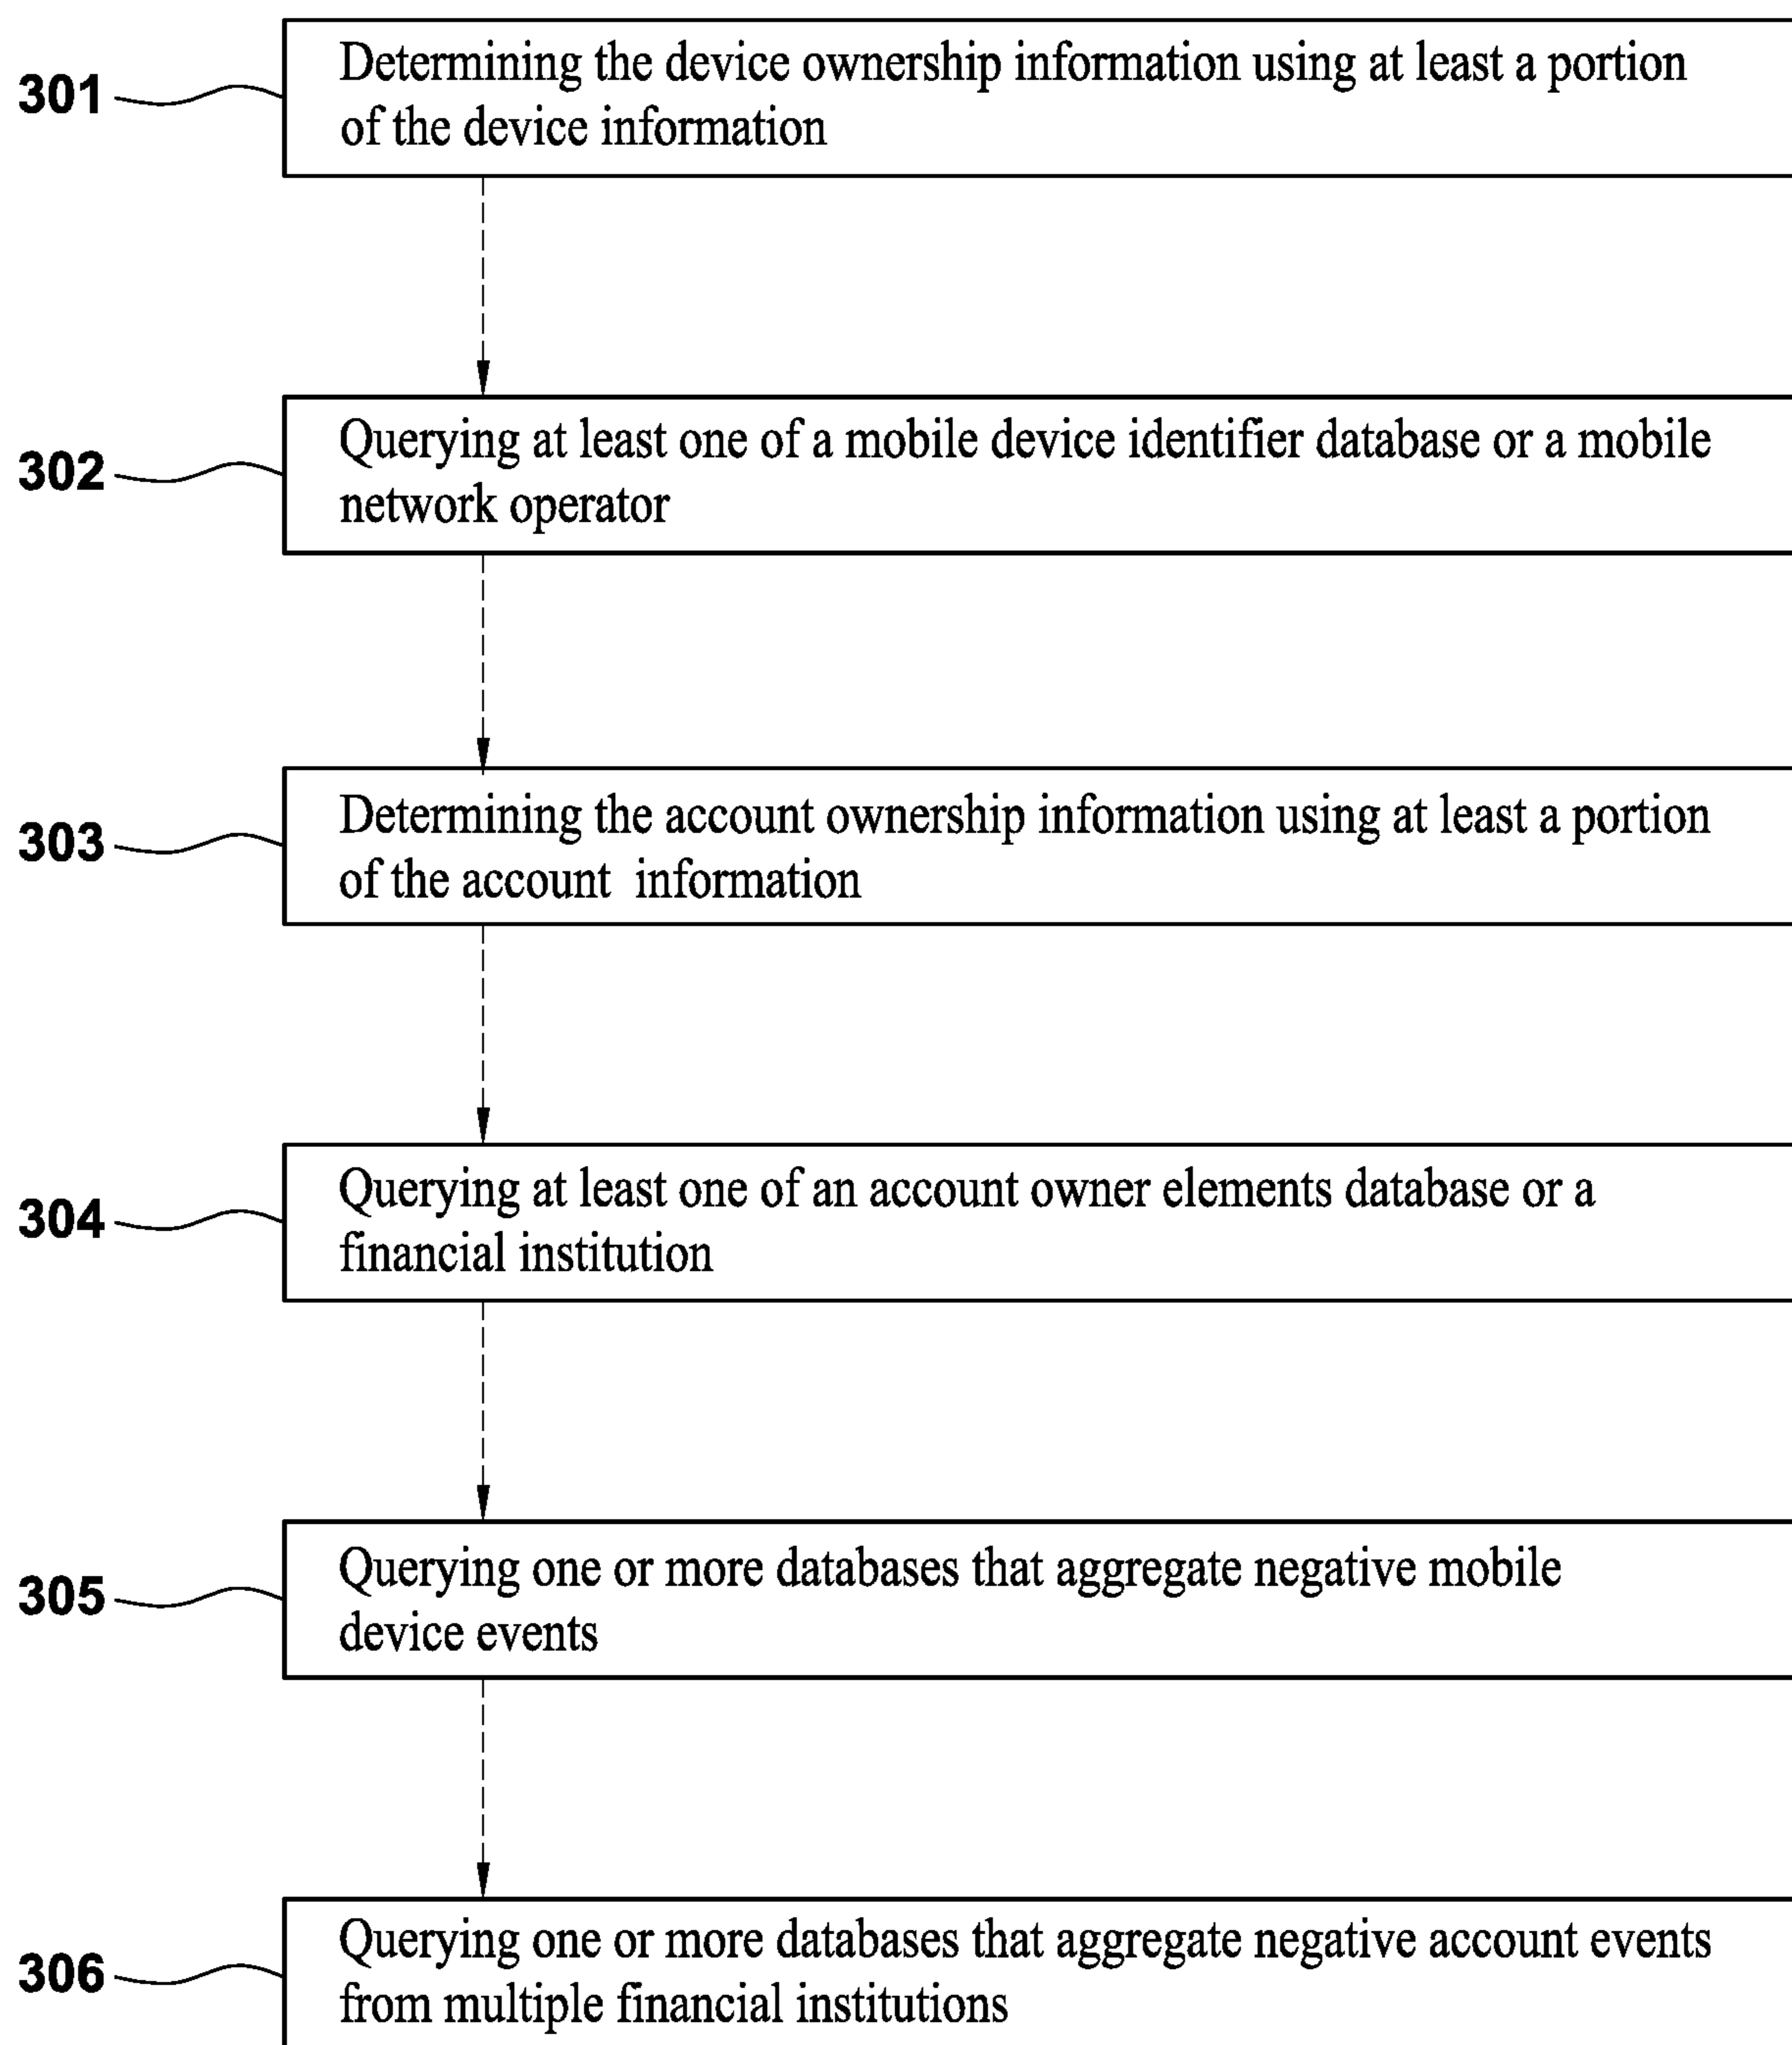 301
Determining the device ownership information using at least a portion
of the device information
302
Querying at least one of a mobile device identifier database or a mobile
network operator
303
Determining the account ownership information using at least a portion
of the account information
304
Querying at least one of an account owner elements database or a
financial institution
305
Querying one or more databases that aggregate negative mobile
device events
306
Querying one or more databases that aggregate negative account events
from multiple financial institutions